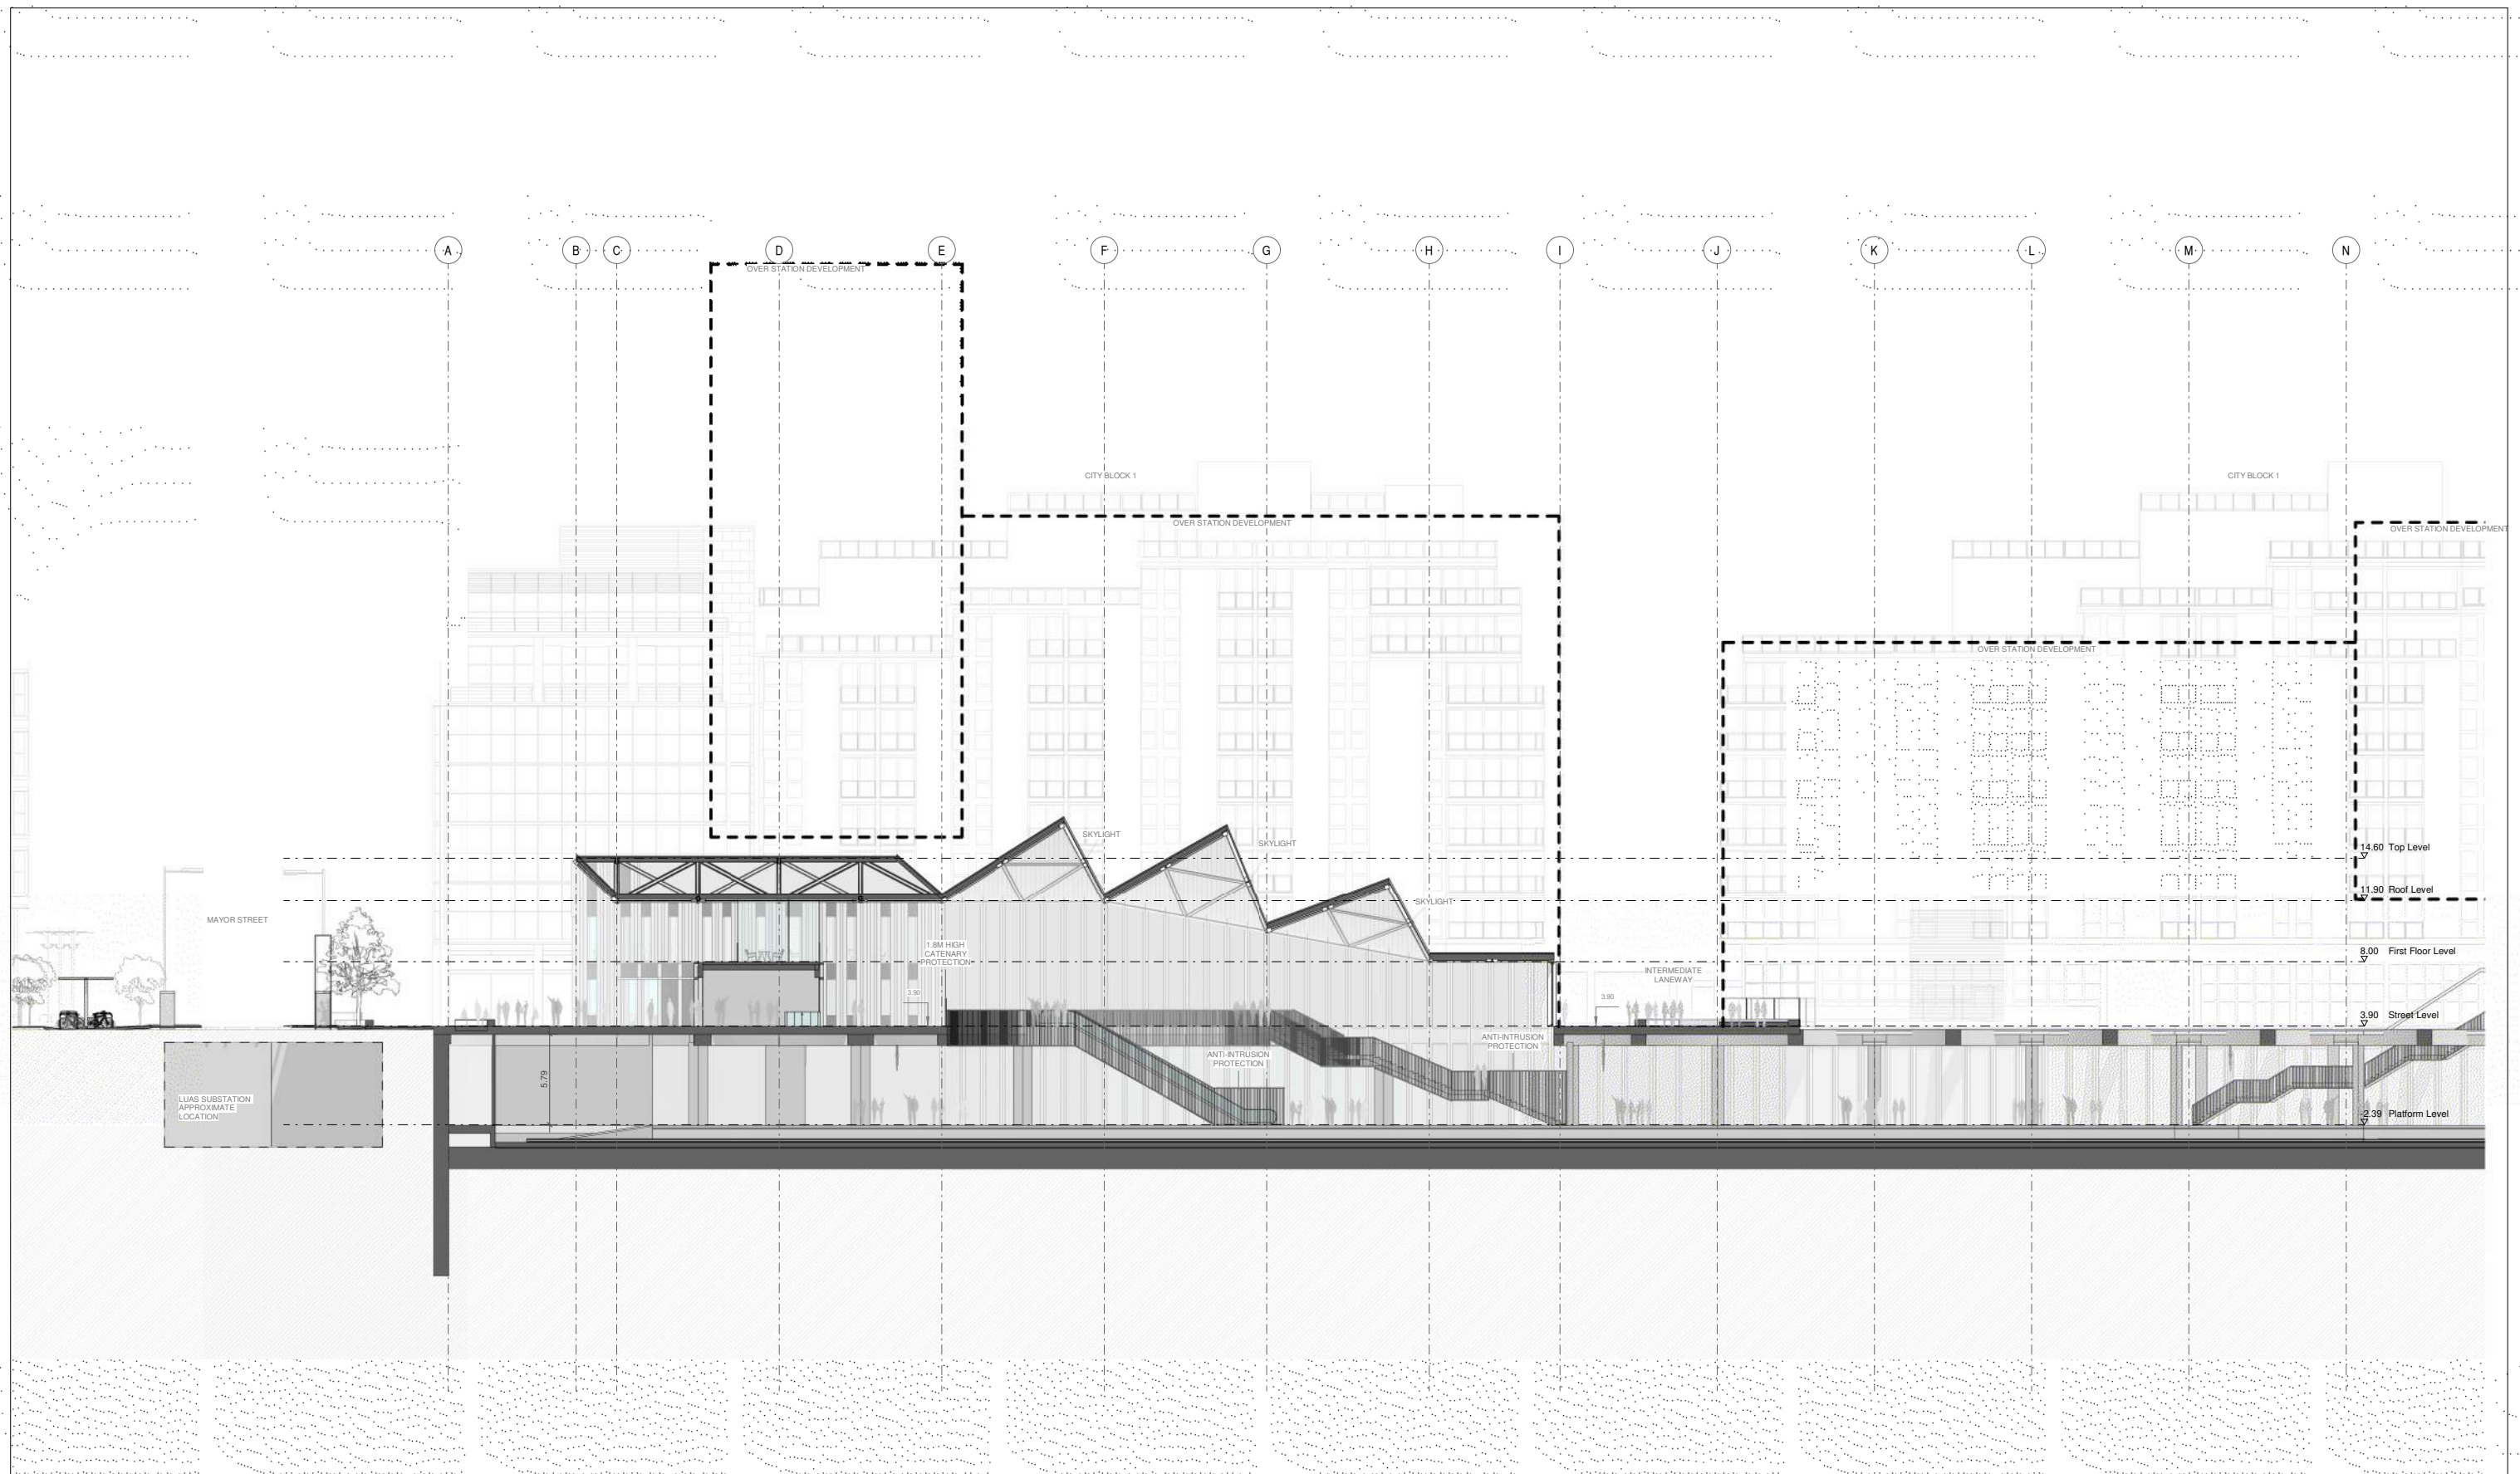 A
B
C
D
E
F
G
H
I
J
K
L
M
N
OVER STATION DEVELOPMENT
CITY BLOCK 1
CITY BLOCK 1
OVER STATION DEVELOPMENT
OVER STATION DEVELOPMENT
OVER STATION DEVELOPMENT
SKYLIGHT
SKYLIGHT
14.60 Top Level
11.90 Roof Level
SKYLIGHT
MAYOR STREET
1.8M HIGH
CATENARY
PROTECTION
8.00 First Floor Level
INTERMEDIATE
LANEWAY
3.90
3.90
3.90 Street Level
ANTI-INTRUSION
PROTECTION
ANTI-INTRUSION
PROTECTION
5.79
LUAS SUBSTATION
APPROXIMATE
LOCATION
-2.39 Platform Level